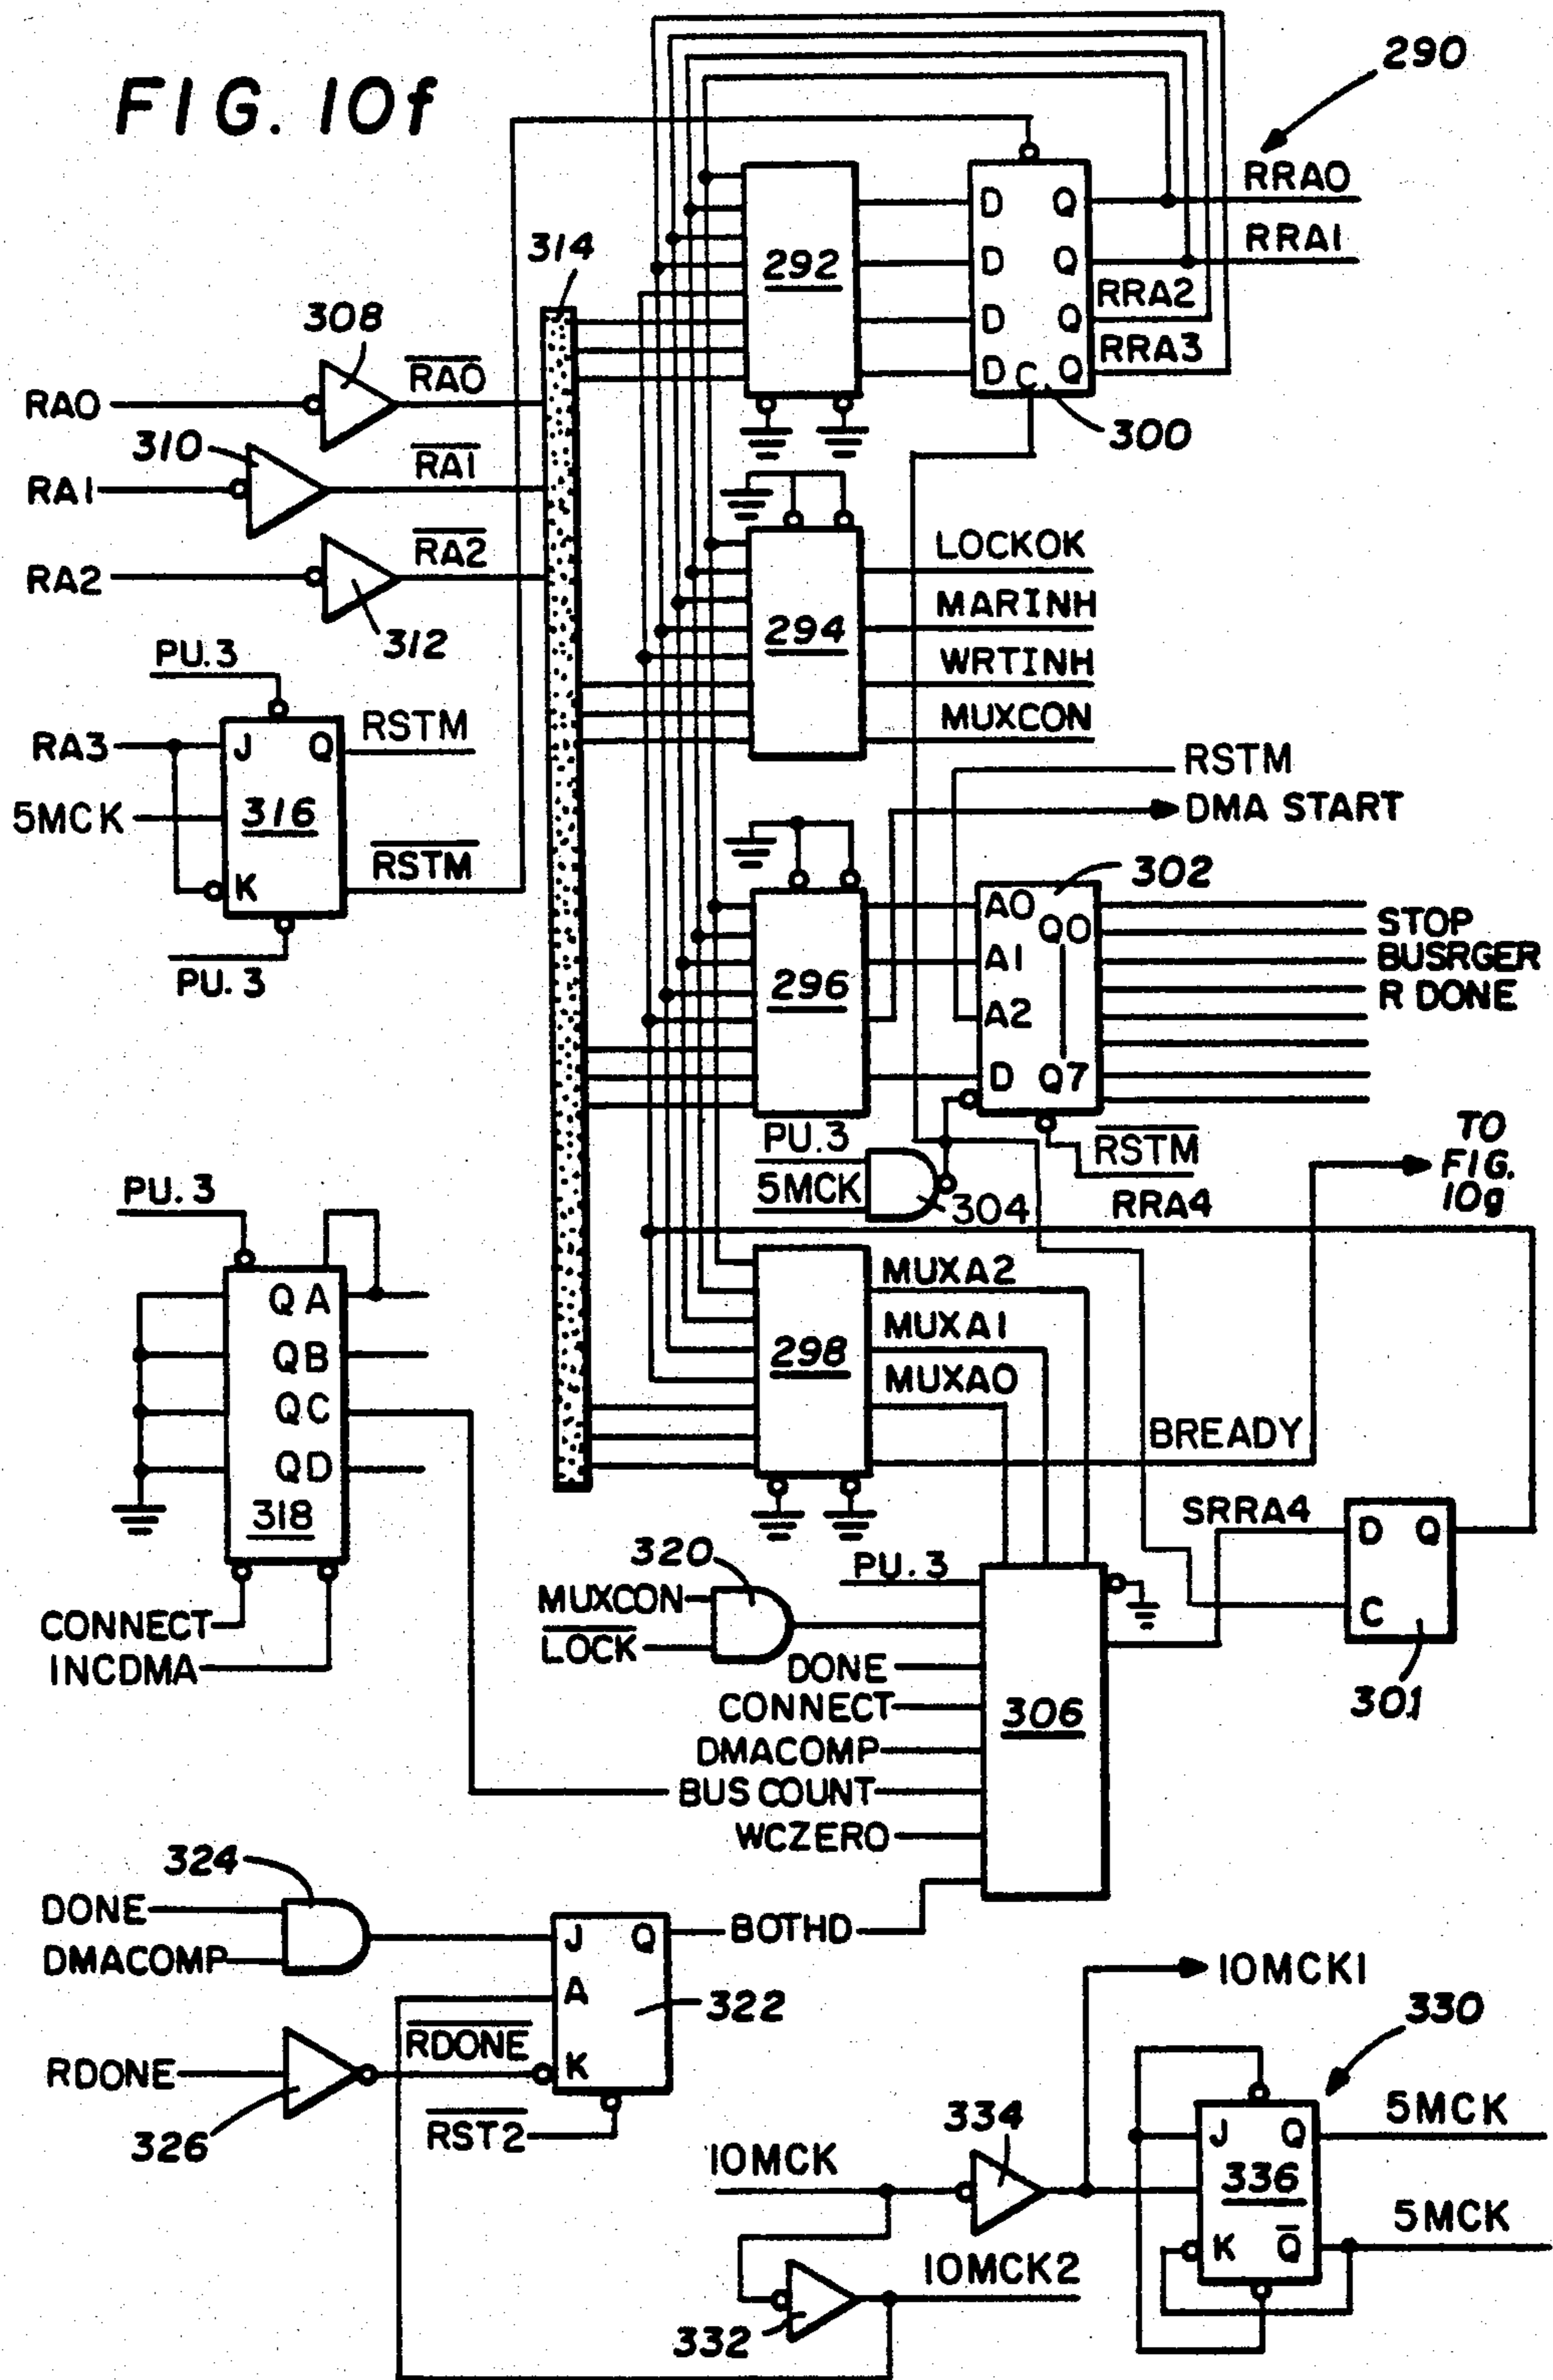 FIG. 10f
290
RRA0
RRA1
RRA2
RRA3
D Q
D Q
D Q
D C Q
292
300
314
308
RA0
RA0
310
RA1
RA1
RA2
RA2
312
LOCKOK
MARINH
294
WRTINH
MUXCON
PU.3
RA3
J Q
RSTM
5MCK
316
RSTM
K
PU.3
RSTM
DMA START
302
A0
Q0
STOP
A1
BUSRGER
296
A2
R DONE
D Q7
PU.3
5MCK
304
RSTM
RRA4
TO
FIG.
10g
PU.3
QA
QB
QC
QD
318
CONNECT
INCDMA
MUXA2
MUXA1
298
MUXA0
BREADY
SRRA4
D Q
C
301
320
PU.3
MUXCON
LOCK
DONE
CONNECT
306
DMACOMP
BUS COUNT
WCZERO
324
DONE
DMACOMP
J Q
BOTHD
A
322
RDONE
RDONE
K
326
RST2
10MCK1
330
334
10MCK
J Q
5MCK
336
K Q
5MCK
10MCK2
332